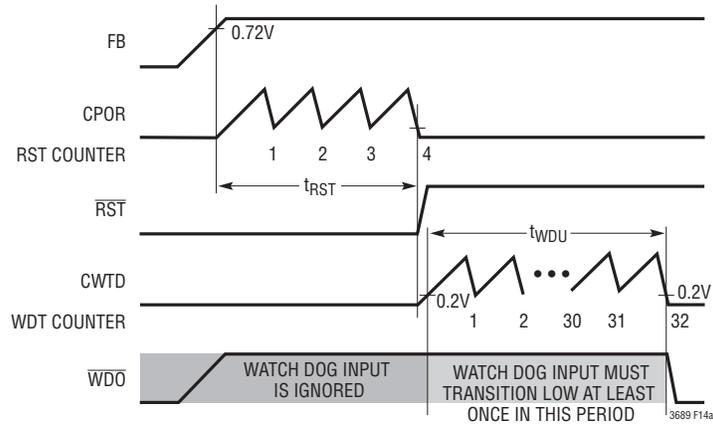 FB
0.72V
CPOR
RST COUNTER
1 2 3 4
tRST
RST
tWDU
CWTD
0.2V
0.2V
WDT COUNTER
1 2 30 31 32
WDO
WATCH DOG INPUT
IS IGNORED
WATCH DOG INPUT MUST
TRANSITION LOW AT LEAST
ONCE IN THIS PERIOD
3689 F14a